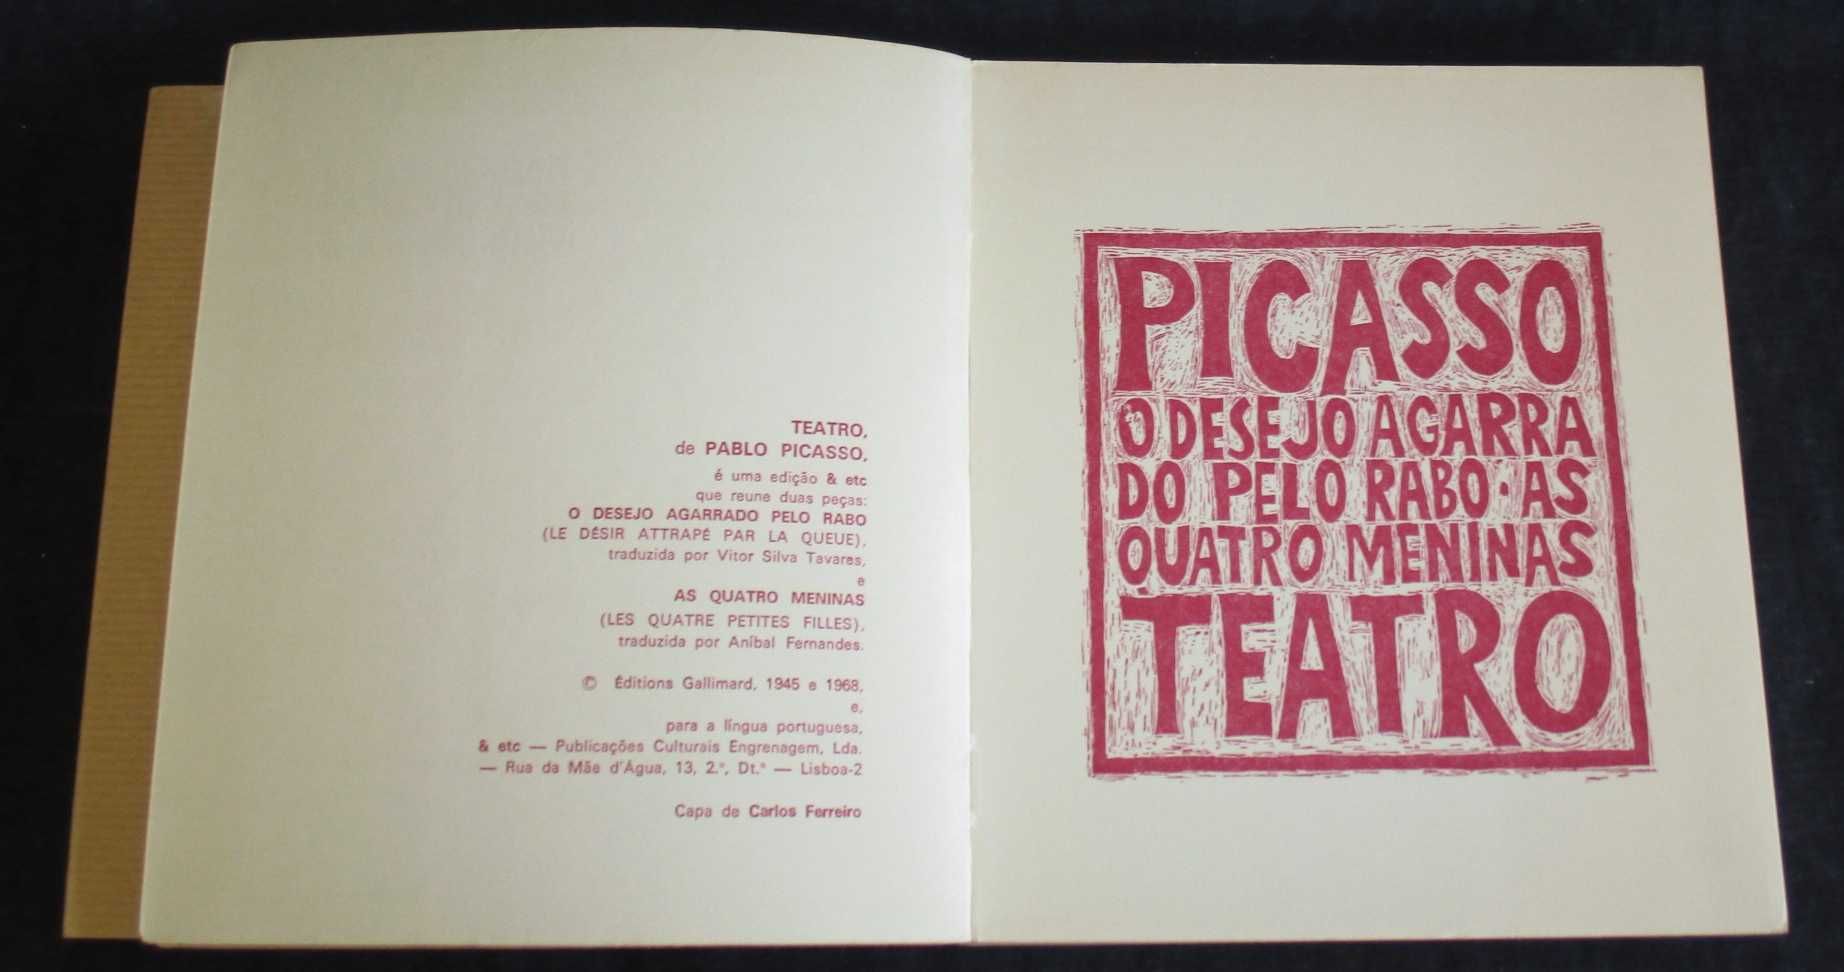 TEATRO,
de PABLO PICASSO,
é uma edição & etc
que reune duas peças:
O DESEJO AGARRADO PELO RABO
(LE DÉSIR ATTRAPÉ PAR LA QUEUE),
traduzida por Vitor Silva Tavares,
e
AS QUATRO MENINAS
(LES QUATRE PETITES FILLES),
traduzida por Aníbal Fernandes.
© Éditions Gallimard, 1945 e 1968,
e,
para a língua portuguesa,
& etc — Publicações Culturais Engrenagem, Lda.
— Rua da Mãe d'Água, 13, 2.º, Dt.º — Lisboa-2
Capa de Carlos Ferreiro
PICASSO
O DESEJO AGARRA
DO PELO RABO · AS
QUATRO MENINAS
TEATRO